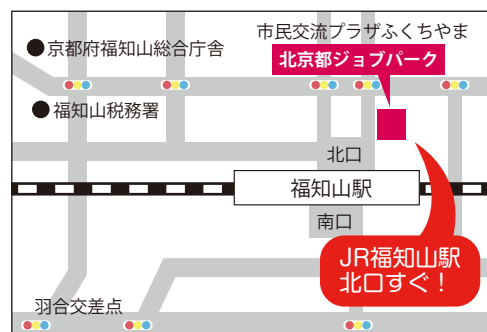 市民交流プラザふくちやま
●京都府福知山総合庁舎
北京都ジョブパーク
●福知山税務署
北口
福知山駅
南口
JR福知山駅
北口すぐ！
羽合交差点